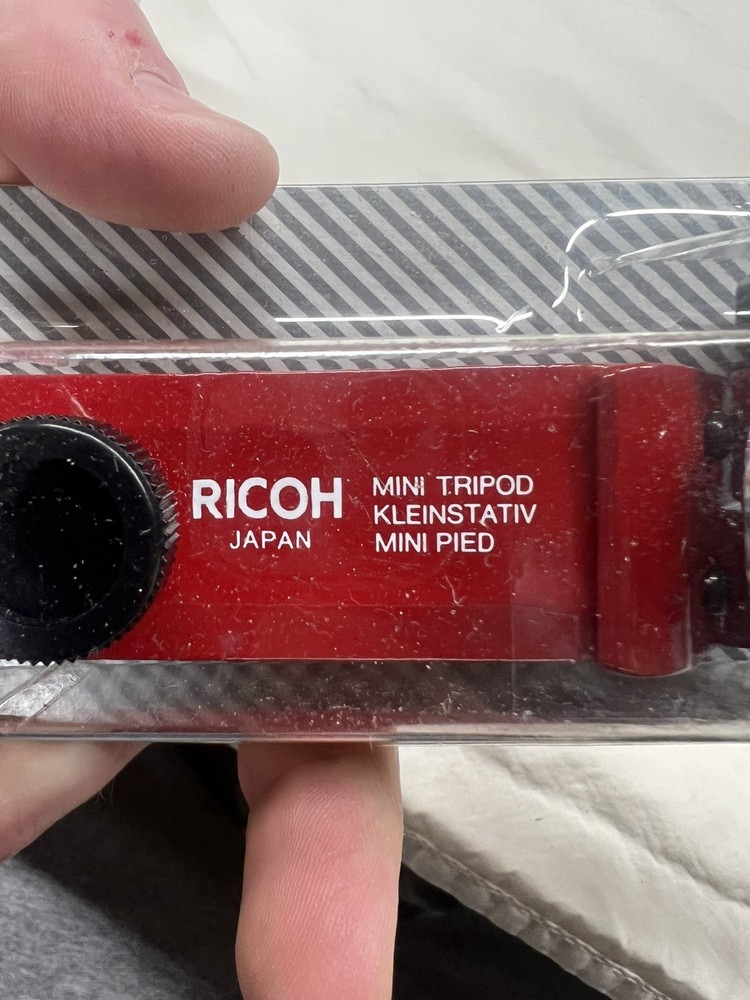 RICOH
JAPAN
MINI TRIPOD
KLEINSTATIV
MINI PIED